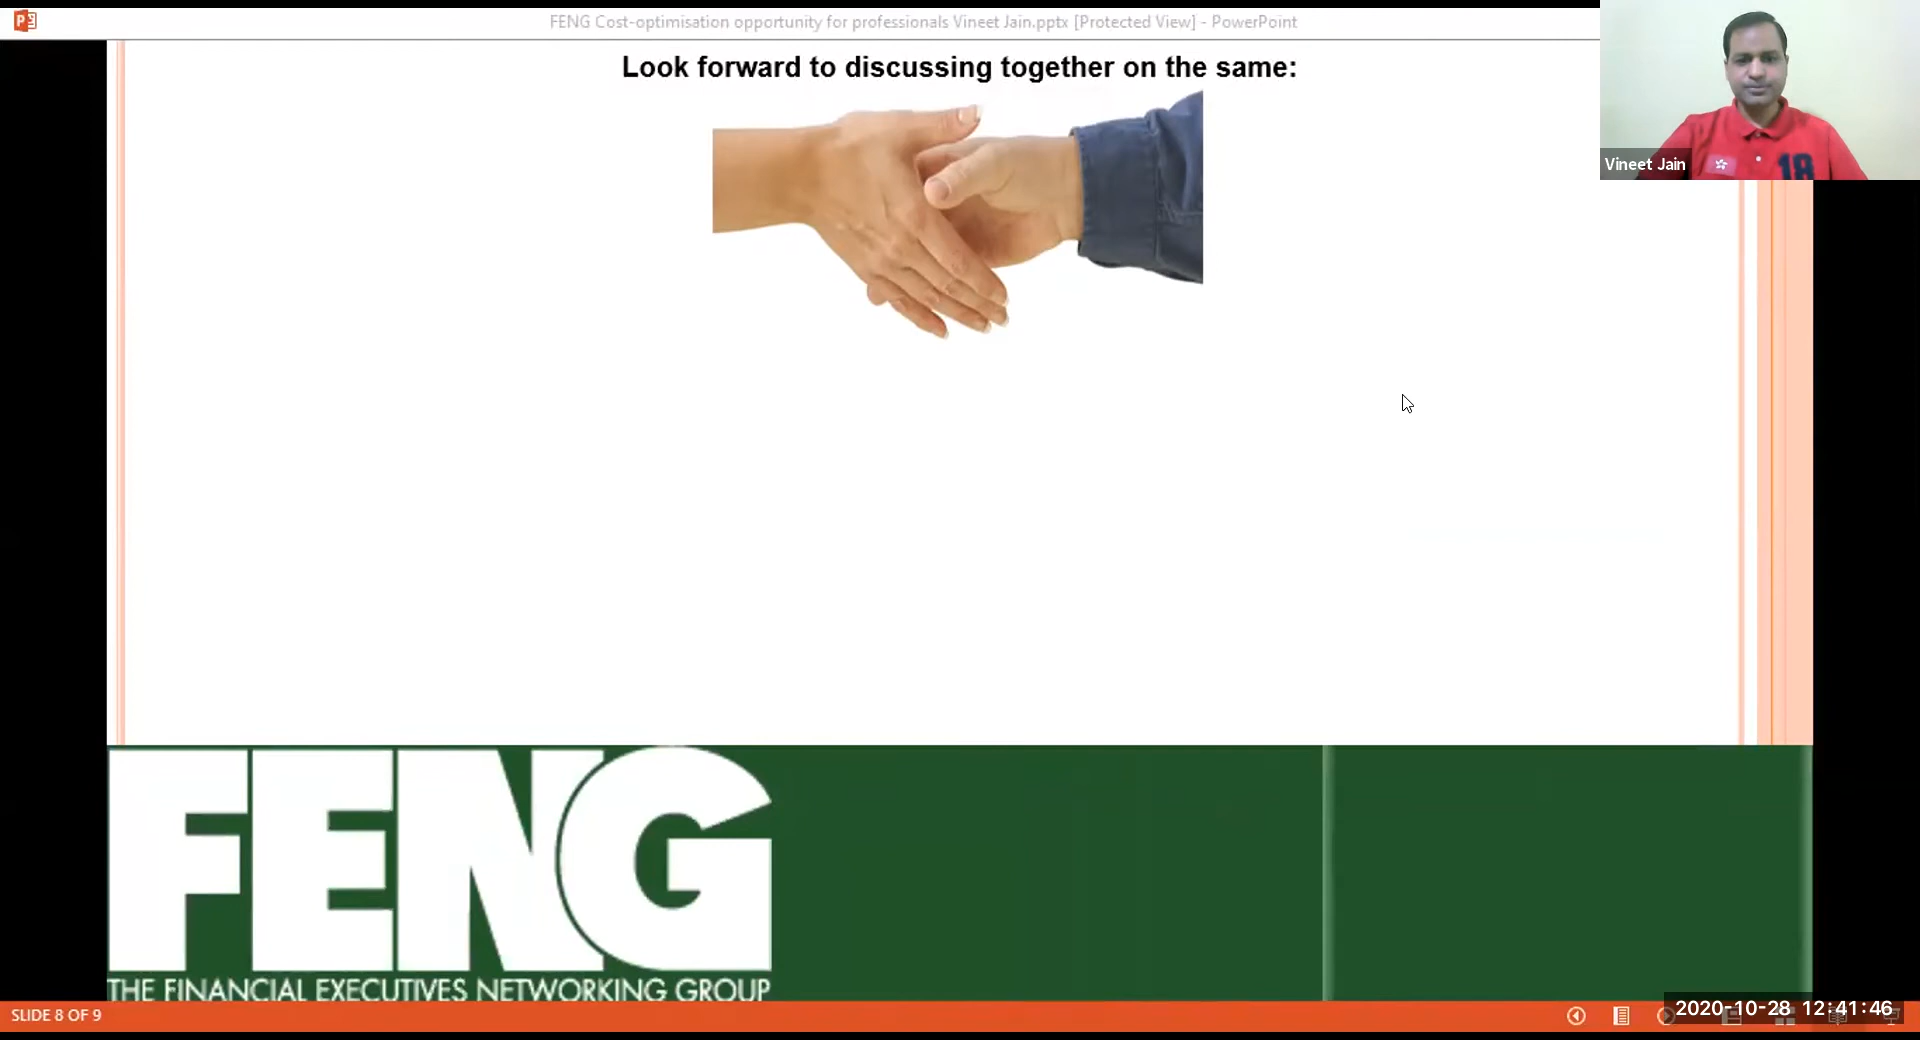 FENG Cost-optimisation opportunity for professionals Vineet Jain.pptx [Protected View] - PowerPoint
Look forward to discussing together on the same:
18
Vineet Jain
FENG
THE FINANCIAL EXECUTIVES NETWORKING GROUP
SLIDE 8 OF 9
2020-10-28 12:41:46